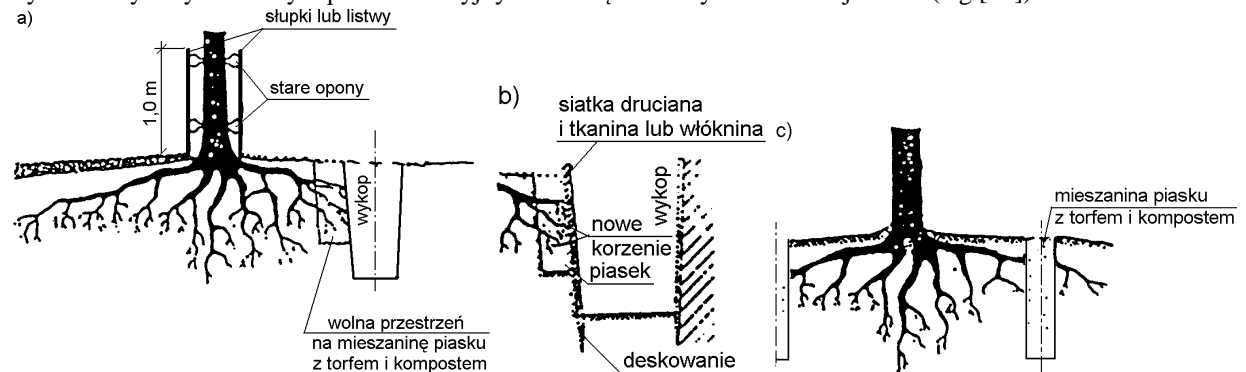 a)
słupki lub listwy
stare opony
1,0 m
wykop
wolna przestrzeń
na mieszaninę piasku
z torfem i kompostem
b)
siatka druciana
i tkanina lub włóknina
wykop
nowe
korzenie
piasek
deskowanie
c)
mieszanina piasku
z torfem i kompostem